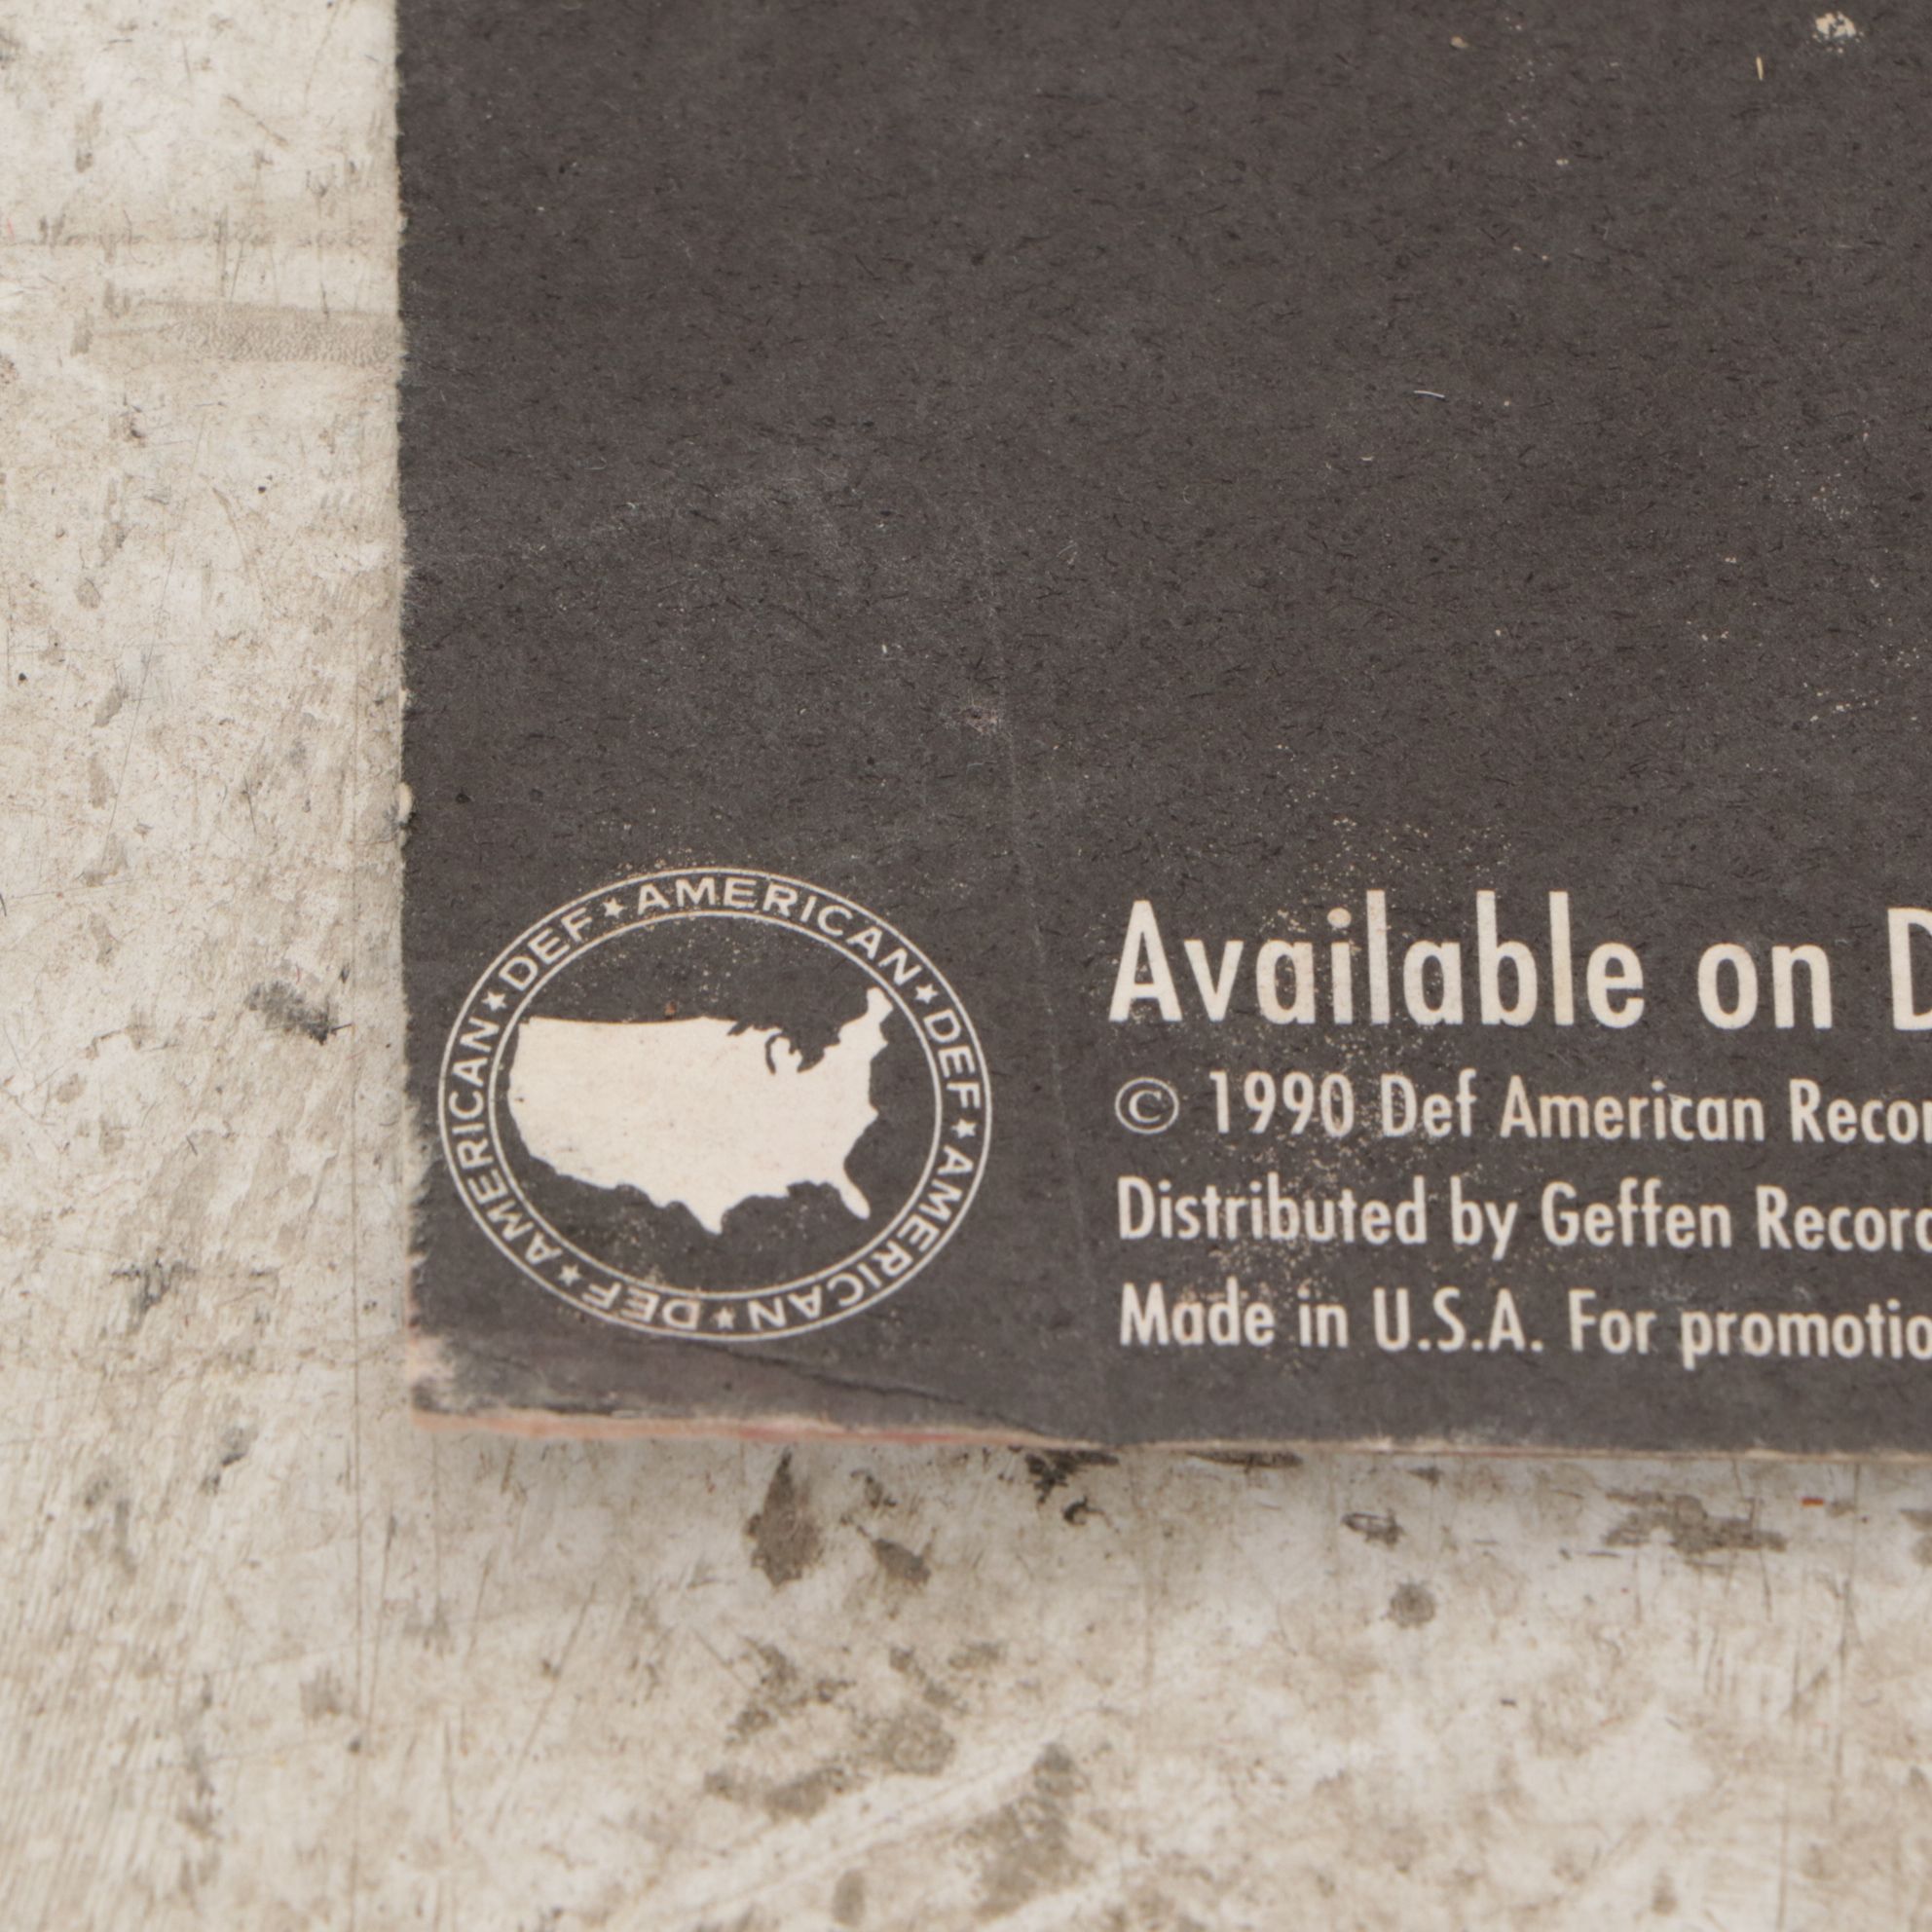 AMERICAN★DEF★AMERICAN★DEF★AMERICAN★DEF★
Available on D
© 1990 Def American Recor
Distributed by Geffen Record
Made in U.S.A. For promotio